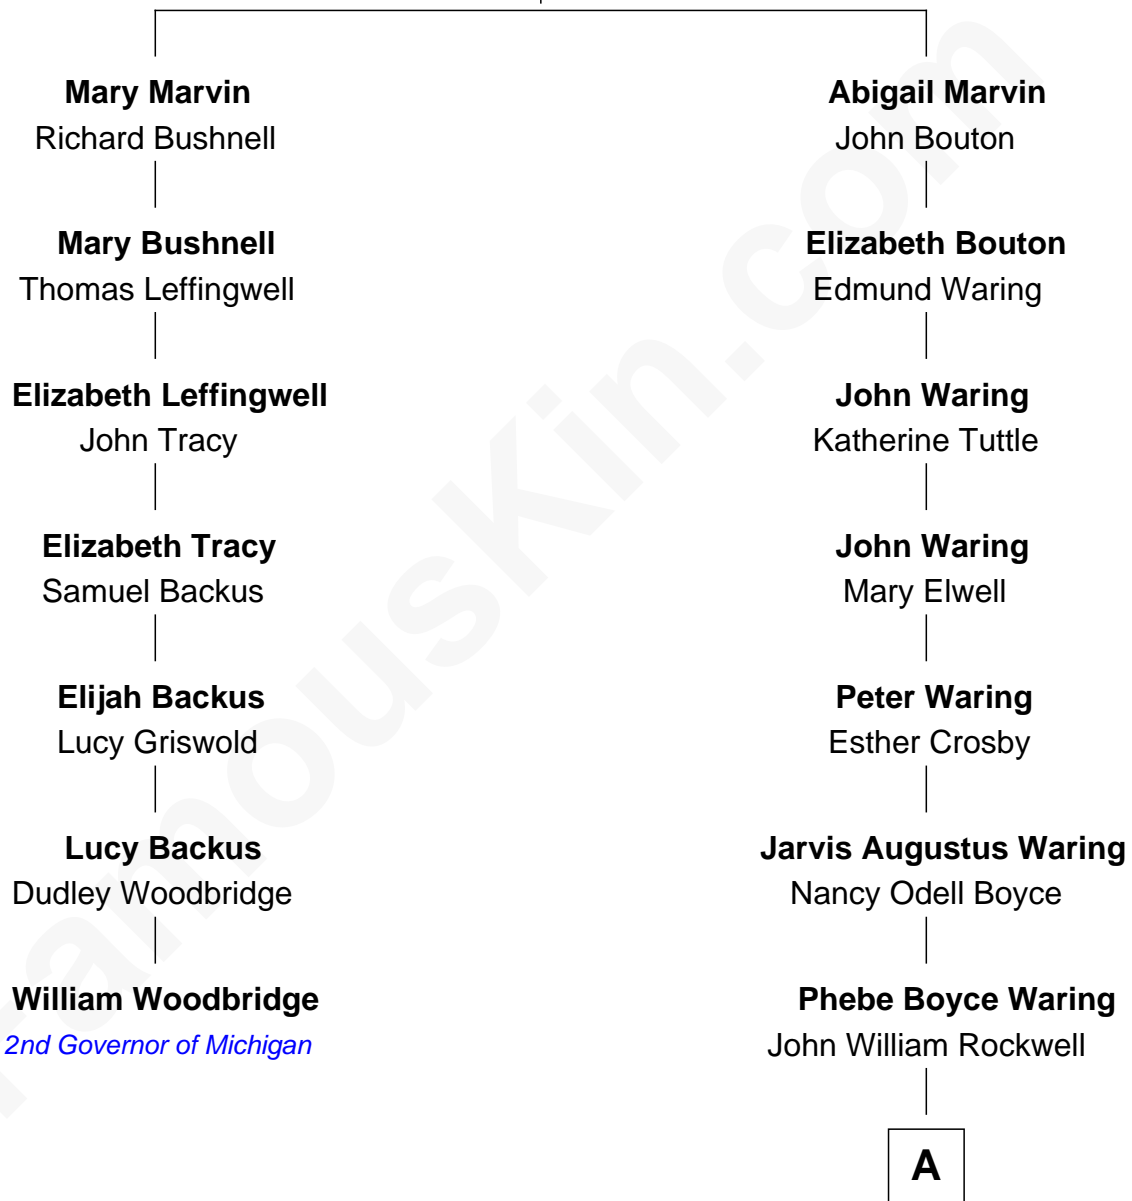 Mary Marvin
Richard Bushnell
Mary Bushnell
Thomas Leffingwell
Elizabeth Leffingwell
John Tracy
Elizabeth Tracy
Samuel Backus
Elijah Backus
Lucy Griswold
Lucy Backus
Dudley Woodbridge
William Woodbridge
2nd Governor of Michigan
Abigail Marvin
John Bouton
Elizabeth Bouton
Edmund Waring
John Waring
Katherine Tuttle
John Waring
Mary Elwell
Peter Waring
Esther Crosby
Jarvis Augustus Waring
Nancy Odell Boyce
Phebe Boyce Waring
John William Rockwell
A
FamousKin.com